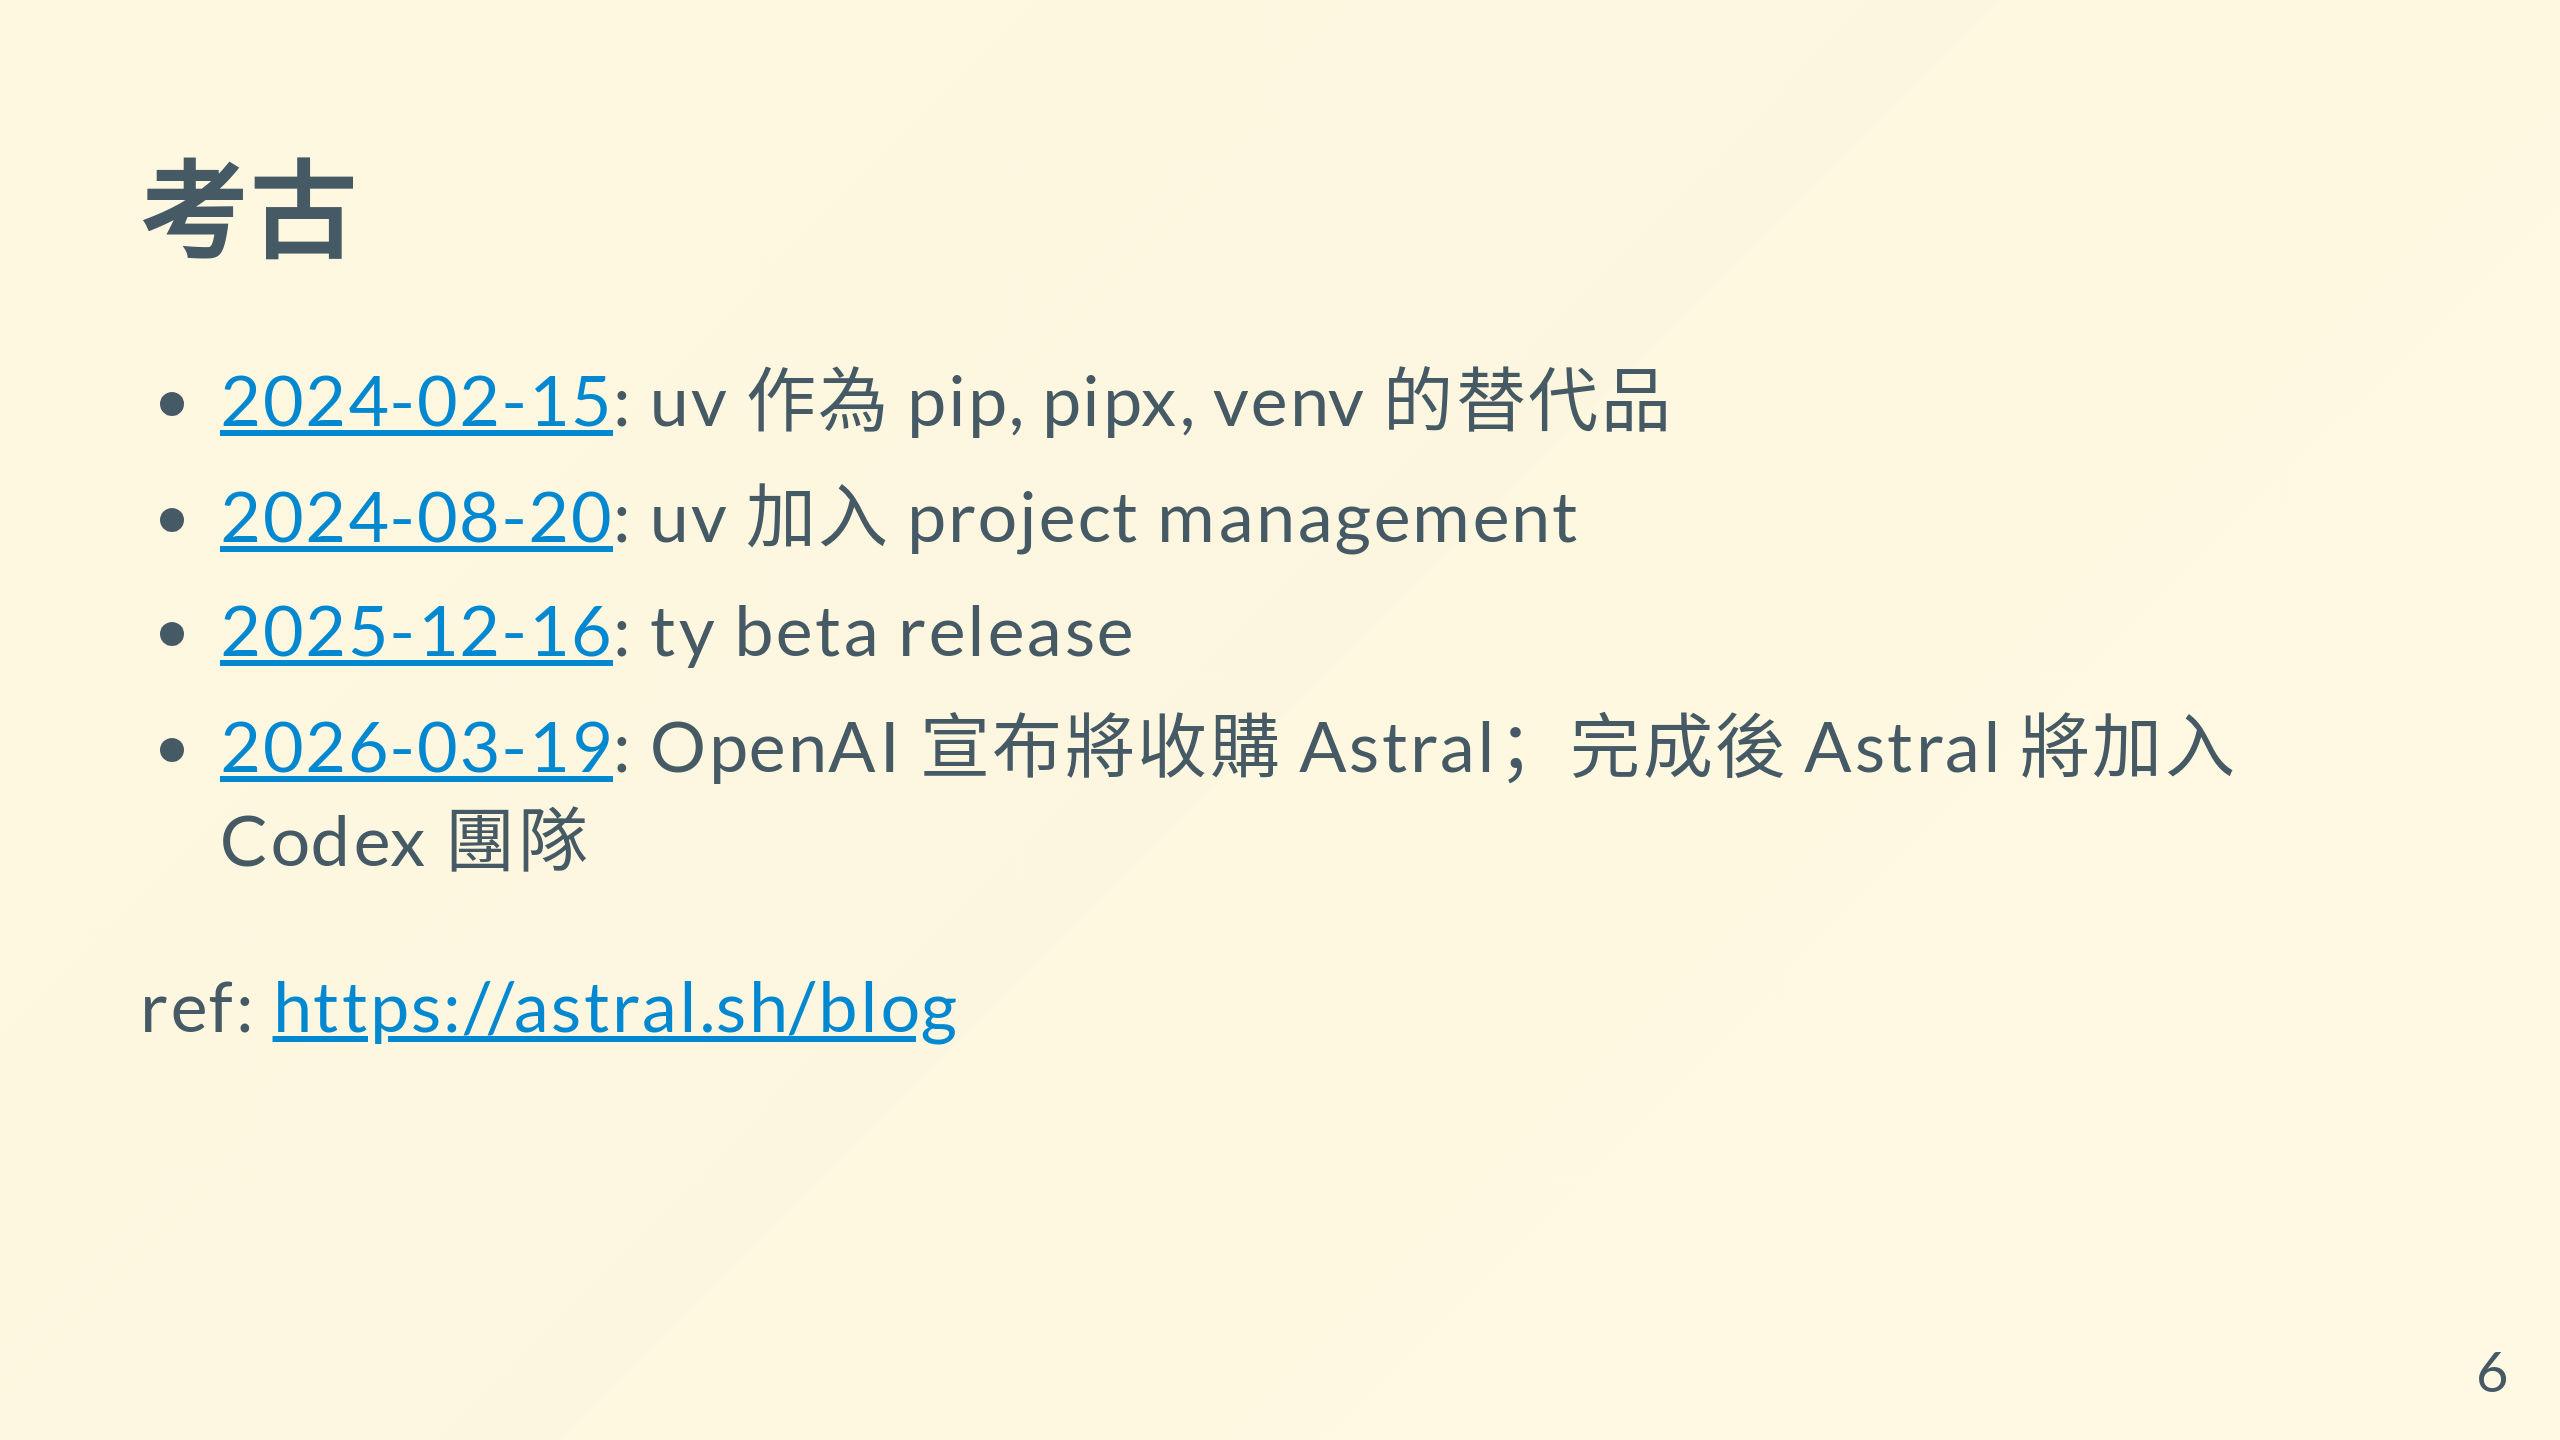 考古
2024-02-15: uv 作為 pip, pipx, venv 的替代品
2024-08-20: uv 加入 project management
2025-12-16: ty beta release
2026-03-19: OpenAI 宣布將收購 Astral；完成後 Astral 將加入
Codex 團隊
ref: https://astral.sh/blog
6